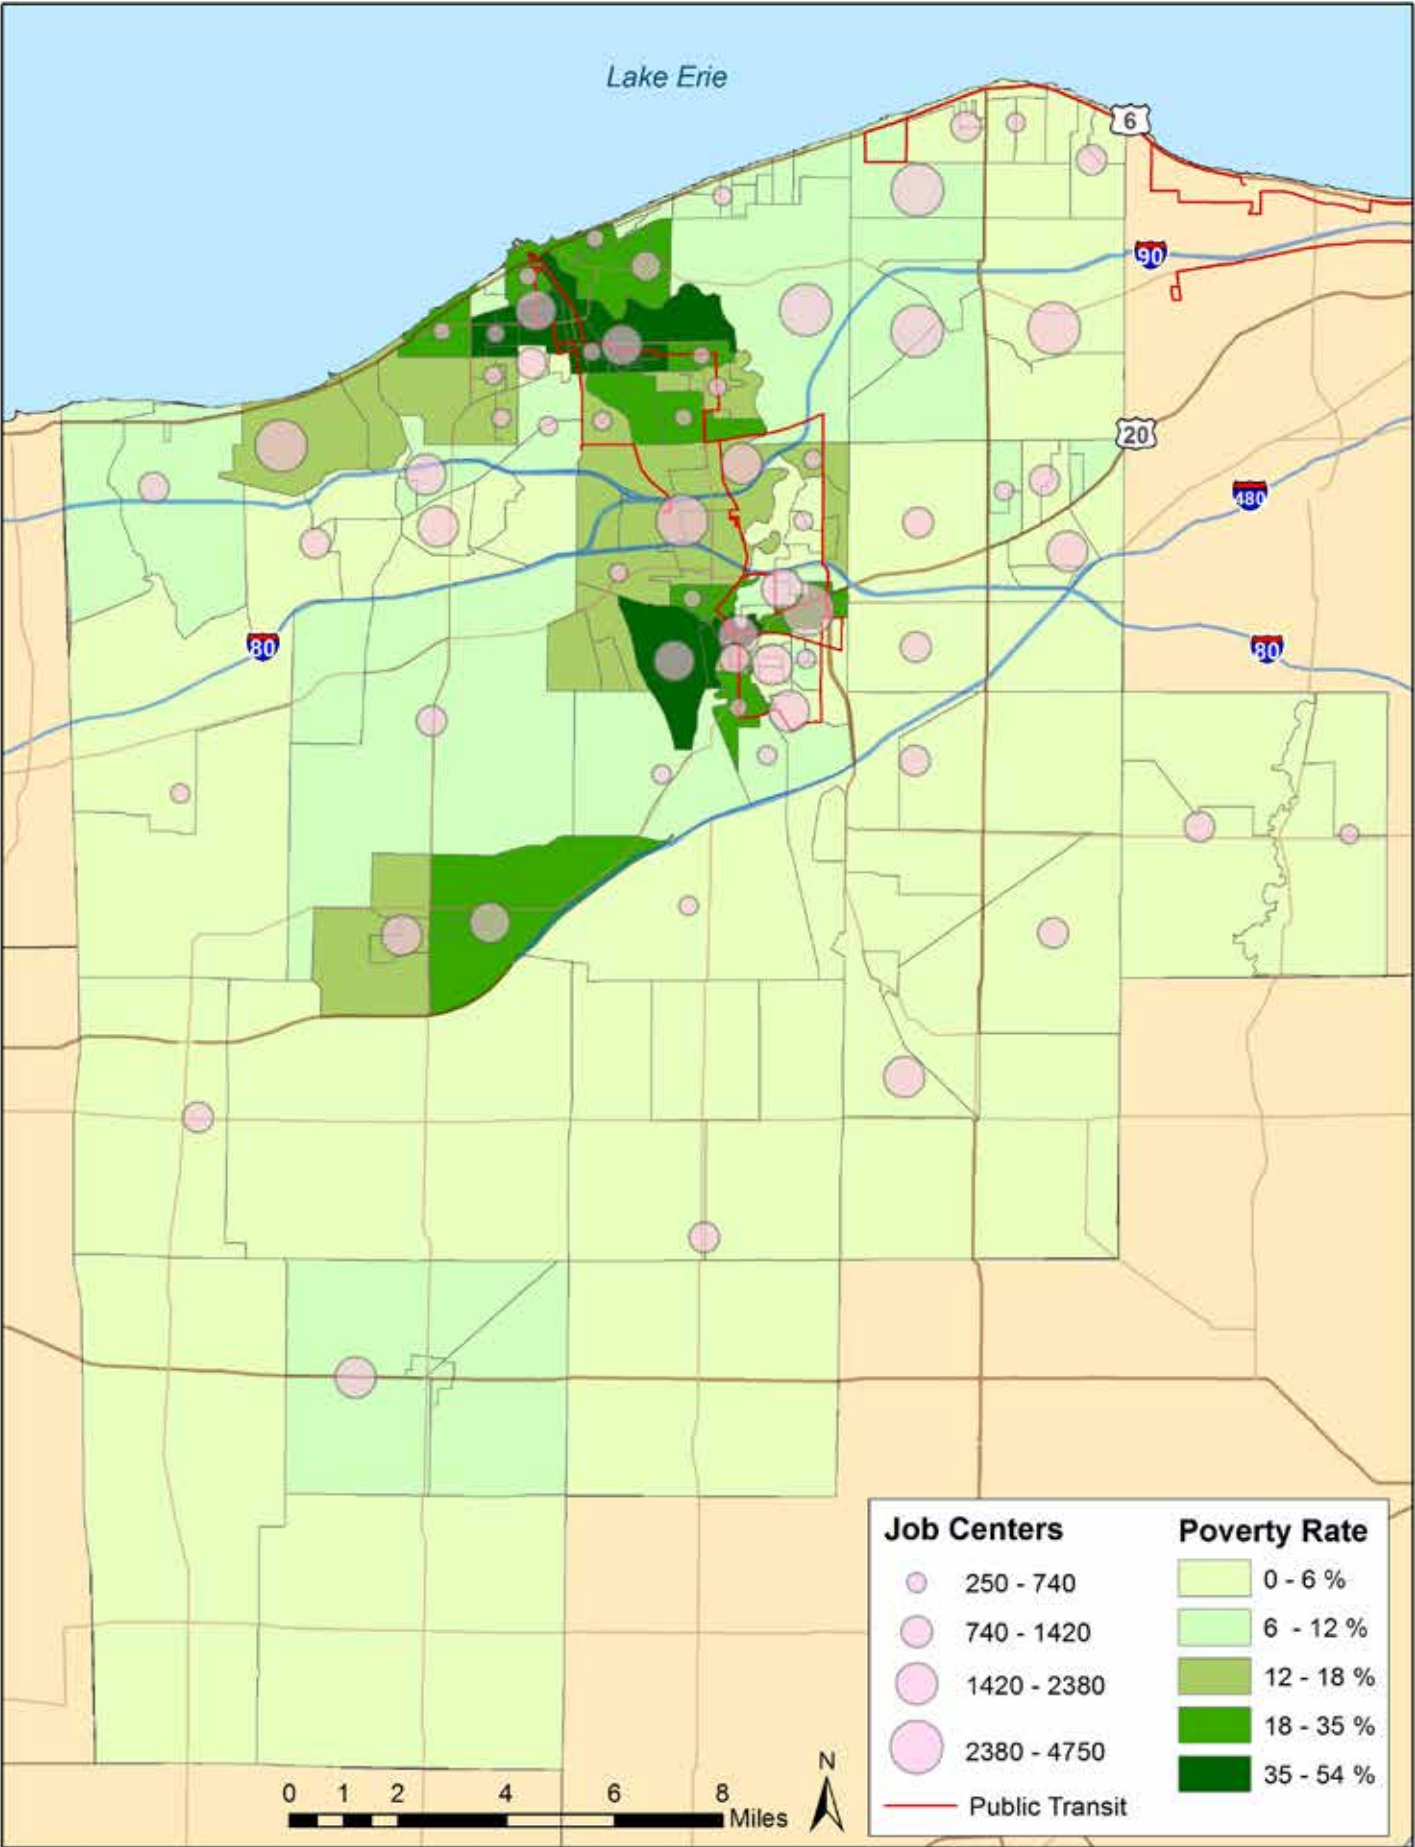 Lake Erie
6
90
20
480
80
80
Job Centers
250 - 740
740 - 1420
1420 - 2380
2380 - 4750
Public Transit
Poverty Rate
0 - 6 %
6 - 12 %
12 - 18 %
18 - 35 %
35 - 54 %
N
0 1 2 4 6 8
Miles